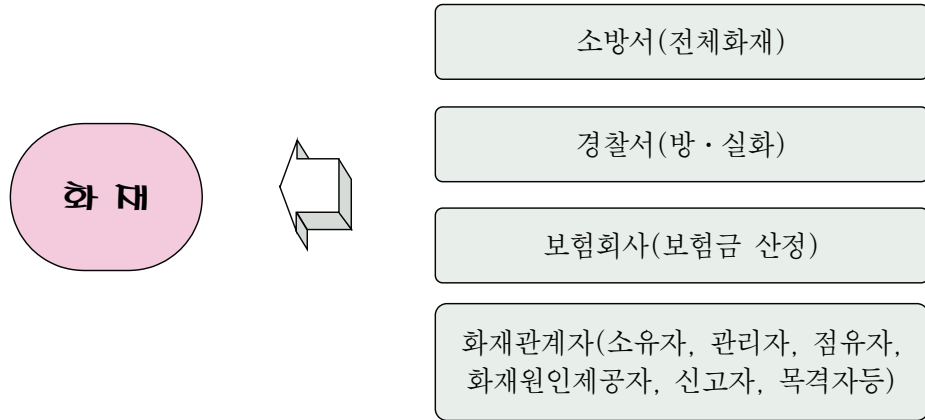 소방서(전체화재)
경찰서(방・실화)
화 재
보험회사(보험금 산정)
화재관계자(소유자, 관리자, 점유자,
화재원인제공자, 신고자, 목격자등)